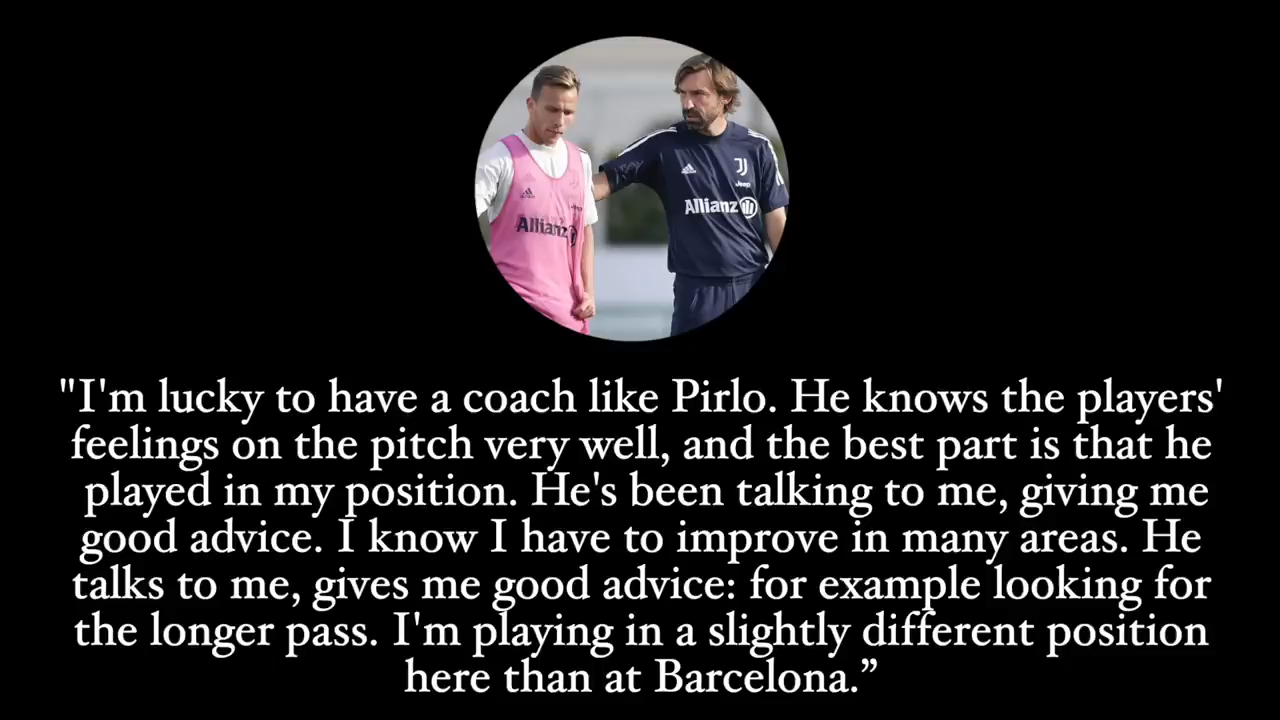 Allianz
Jeep
Allianz
"I'm lucky to have a coach like Pirlo. He knows the players'
feelings on the pitch very well, and the best part is that he
played in my position. He's been talking to me, giving me
good advice. I know I have to improve in many areas. He
talks to me, gives me good advice: for example looking for
the longer pass. I'm playing in a slightly different position
here than at Barcelona.”